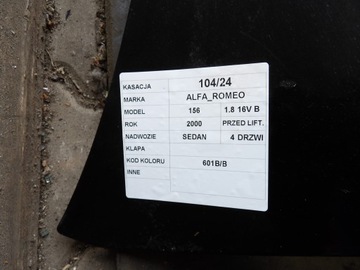 KASACJA 104/24
MARKA ALFA_ROMEO
MODEL 156 1.8 16V B
ROK 2000 PRZED LIFT.
NADWOZIE SEDAN 4 DRZWI
KLAPA
KOD KOLORU 601B/B
INNE